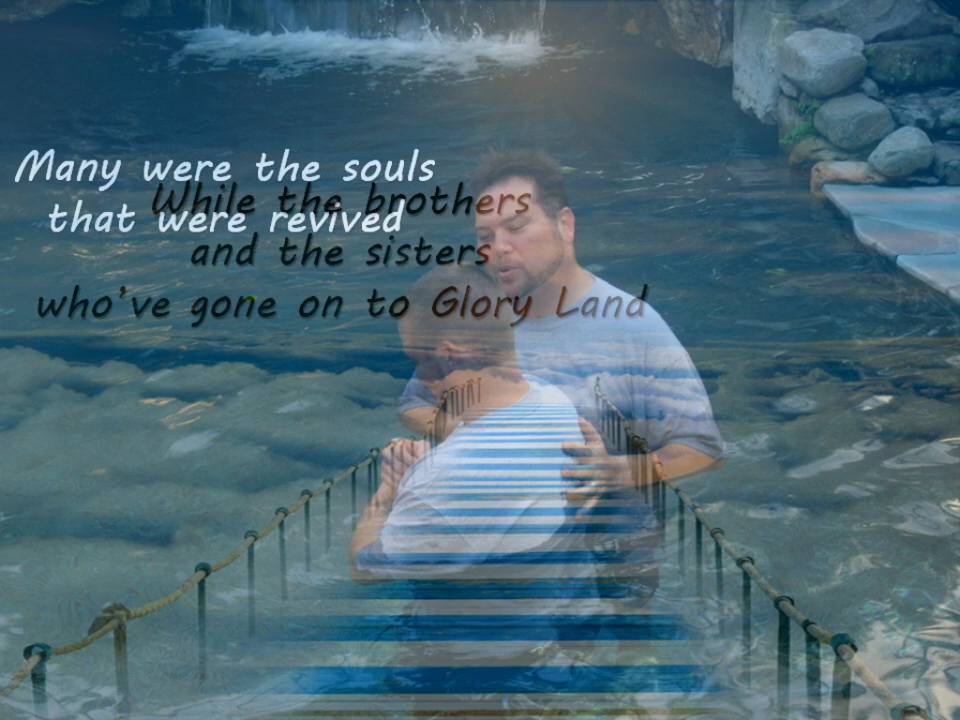 Many were the souls
that were revived
While the brothers
and the sisters
who've gone on to Glory Land